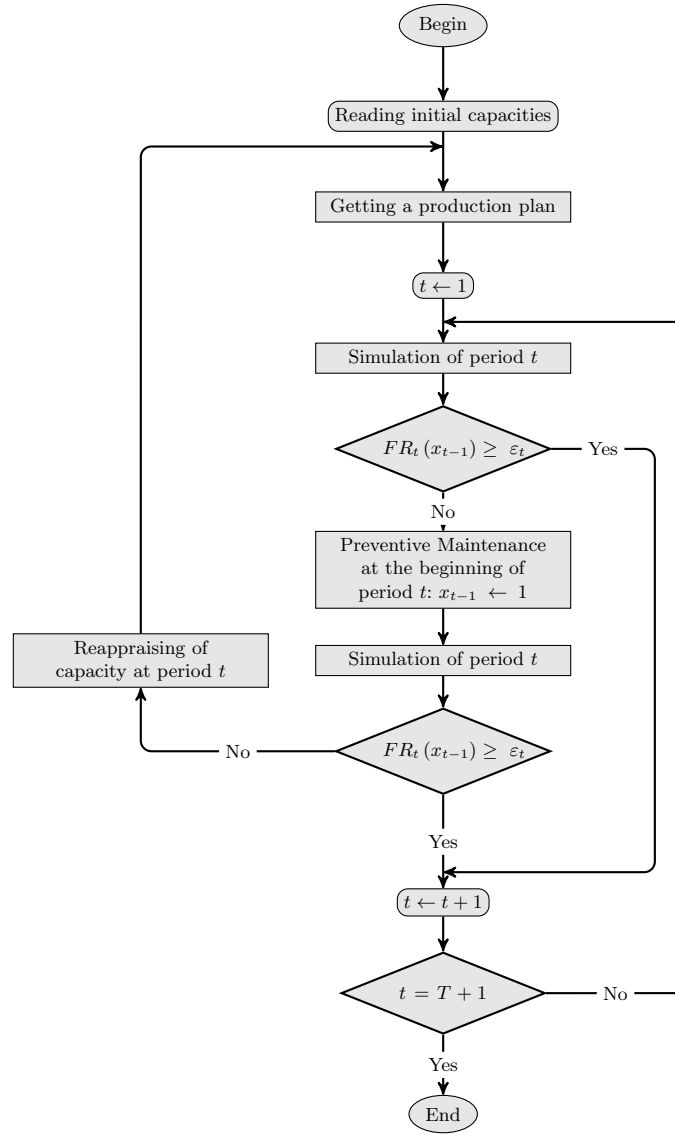 Begin
Reading initial capacities
Getting a production plan
t ← 1
Simulation of period t
FR_t (x_{t−1}) ≥ ε_t
Yes
No
Preventive Maintenance
at the beginning of
period t: x_{t−1} ← 1
Reappraising of
capacity at period t
Simulation of period t
FR_t (x_{t−1}) ≥ ε_t
No
Yes
t ← t + 1
t = T + 1
No
Yes
End